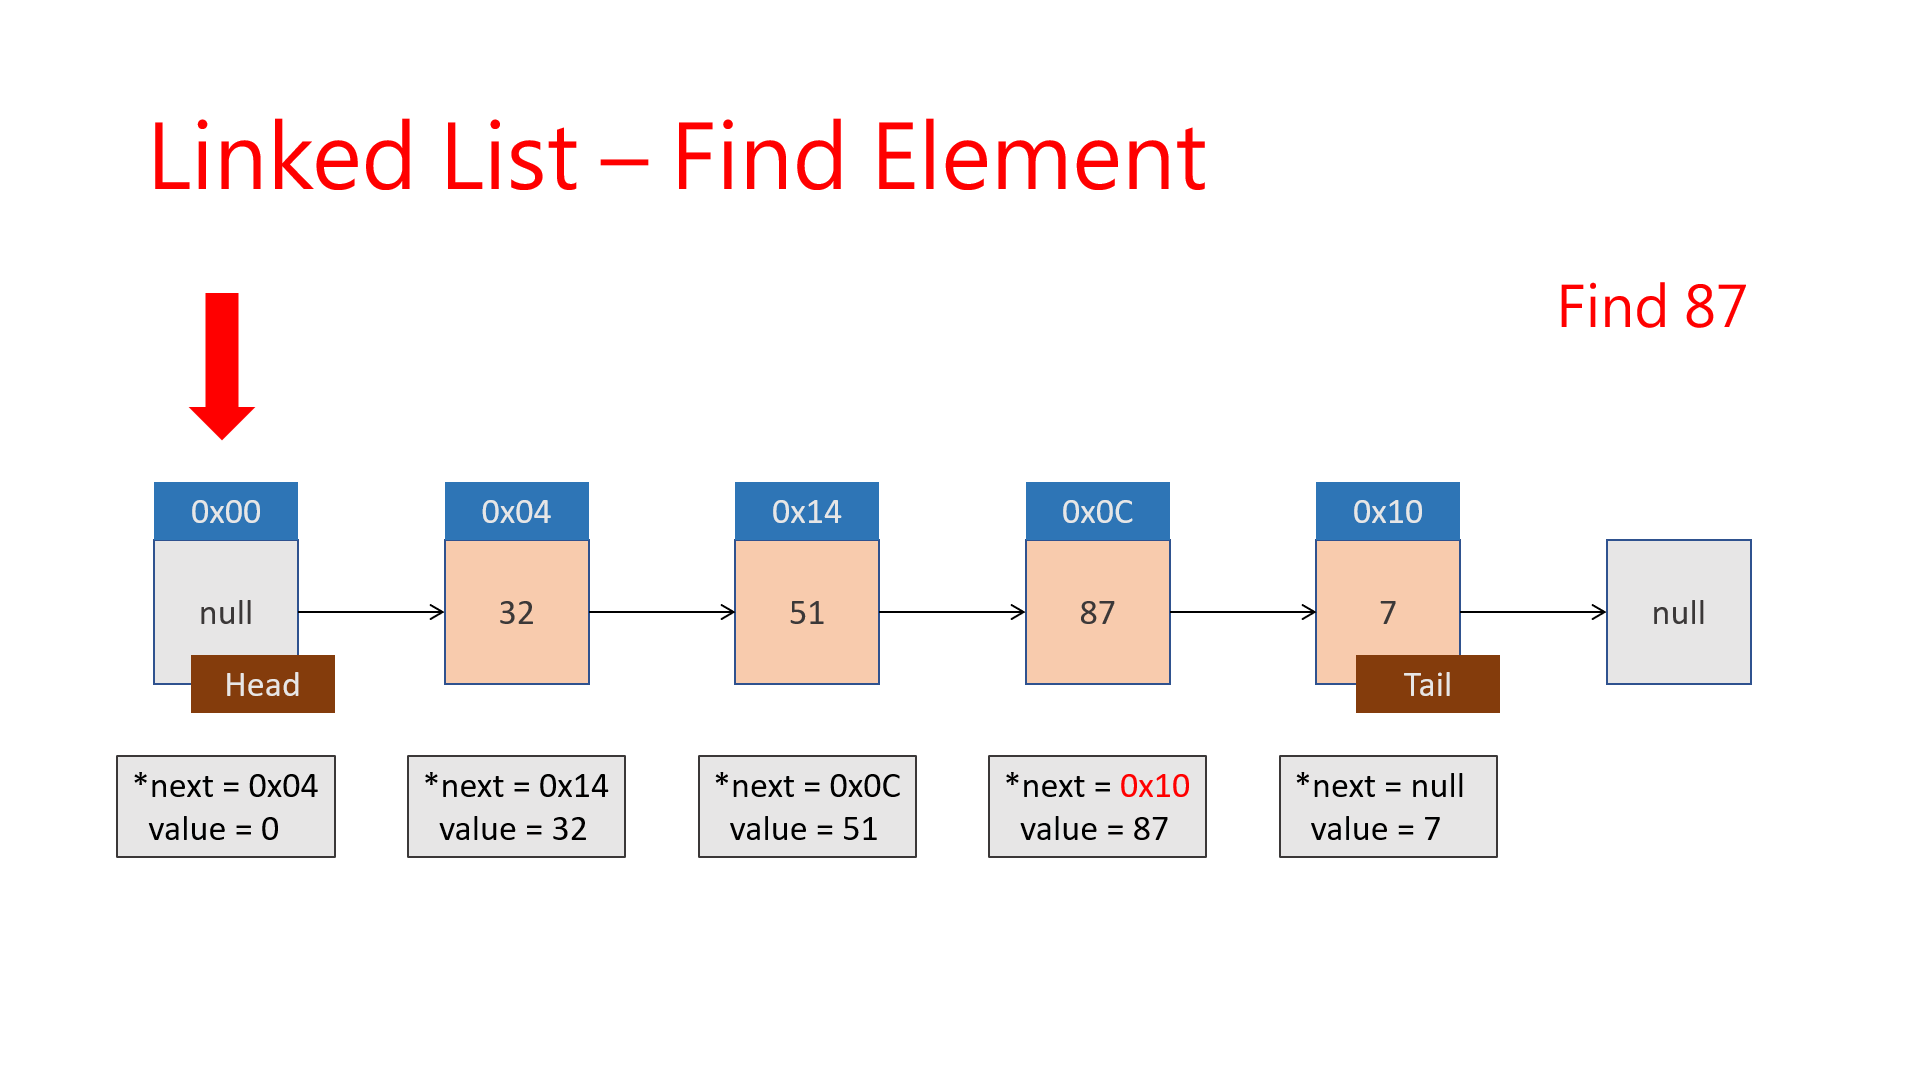 Linked List – Find Element
Find 87
0x00
0x04
0x14
0x0C
0x10
null
32
51
87
7
null
Head
Tail
*next = 0x04
value = 0
*next = 0x14
value = 32
*next = 0x0C
value = 51
*next = 0x10
value = 87
*next = null
value = 7